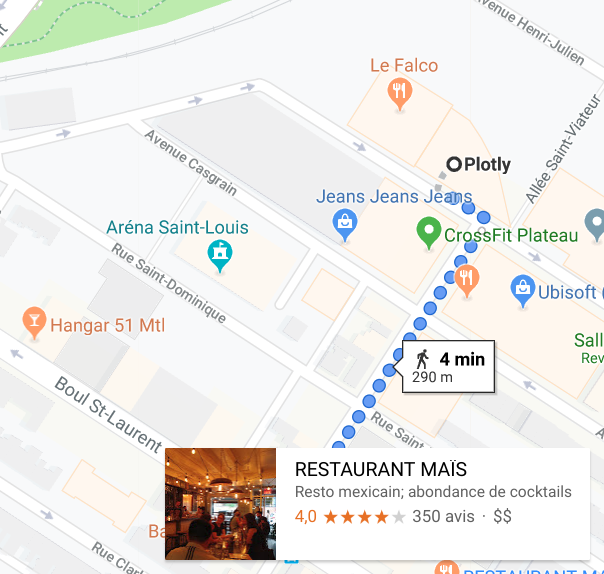 Avenue Henri-Julien
Le Falco
Plotly
Allée Saint-Viateur
Avenue Casgrain
Jeans Jeans Jeans
Aréna Saint-Louis
CrossFit Plateau
Rue Saint-Dominique
Ubisoft
Hangar 51 Mtl
Sall
Rev
4 min
290 m
Boul St-Laurent
Rue Saint-
RESTAURANT MAÏS
Resto mexicain; abondance de cocktails
4,0 350 avis · $$
Ba
Rue Clark
RESTAURANT MA